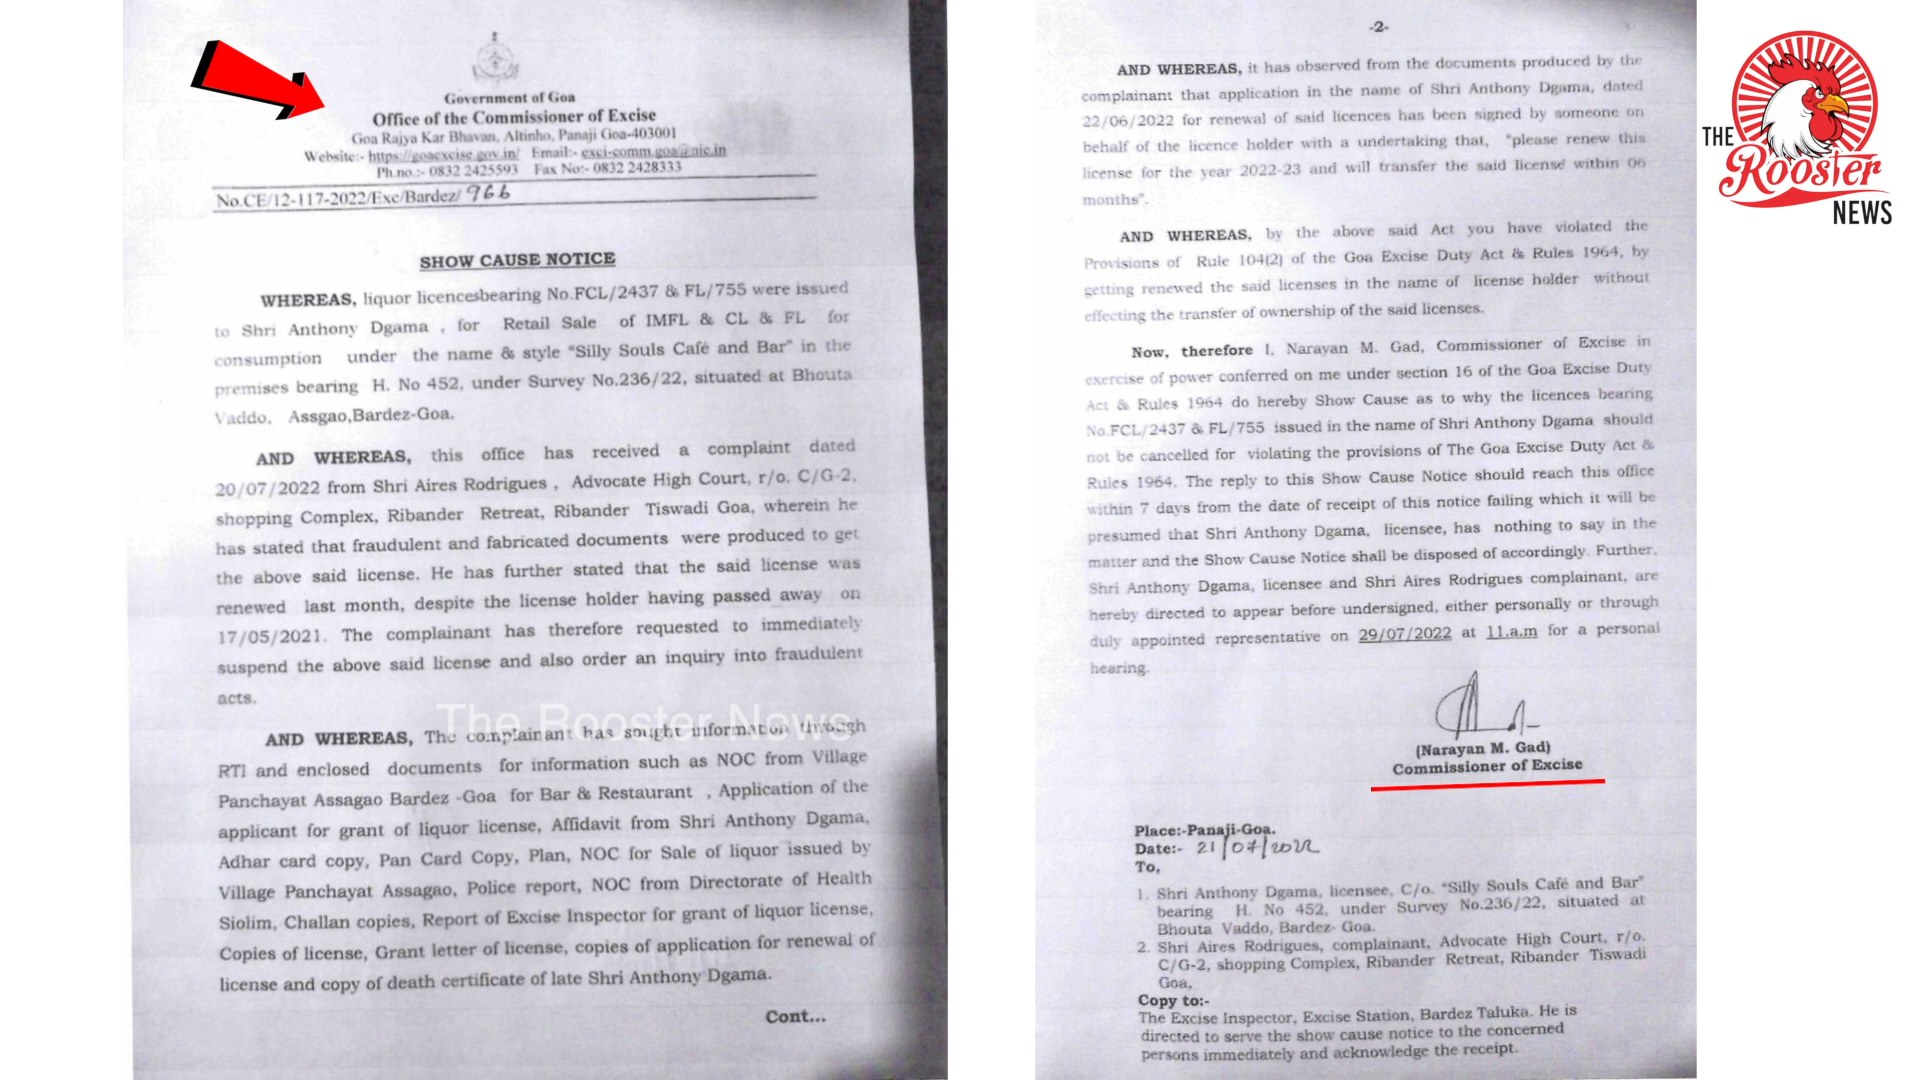 Government of Goa
Office of the Commissioner of Excise
Goa Rajya Kar Bhavan, Altinho, Panaji Goa-403001
Website:- https://goaexcise.gov.in/ Email:- exci-comm.goa@nic.in
Ph.no.:- 0832 2425593 Fax No:- 0832 2428333
No.CE/12-117-2022/Exc/Bardez/ 966
SHOW CAUSE NOTICE
WHEREAS, liquor licencesbearing No.FCL/2437 & FL/755 were issued
to Shri Anthony Dgama , for Retail Sale of IMFL & CL & FL for
consumption under the name & style “Silly Souls Café and Bar” in the
premises bearing H. No 452, under Survey No.236/22, situated at Bhouta
Vaddo, Assgao,Bardez-Goa.
AND WHEREAS, this office has received a complaint dated
20/07/2022 from Shri Aires Rodrigues , Advocate High Court, r/o. C/G-2,
shopping Complex, Ribander Retreat, Ribander Tiswadi Goa, wherein he
has stated that fraudulent and fabricated documents were produced to get
the above said license. He has further stated that the said license was
renewed last month, despite the license holder having passed away on
17/05/2021. The complainant has therefore requested to immediately
suspend the above said license and also order an inquiry into fraudulent
acts.
The Rooster News
AND WHEREAS, The complainant has sought information through
RTI and enclosed documents for information such as NOC from Village
Panchayat Assagao Bardez -Goa for Bar & Restaurant , Application of the
applicant for grant of liquor license, Affidavit from Shri Anthony Dgama,
Adhar card copy, Pan Card Copy, Plan, NOC for Sale of liquor issued by
Village Panchayat Assagao, Police report, NOC from Directorate of Health
Siolim, Challan copies, Report of Excise Inspector for grant of liquor license,
Copies of license, Grant letter of license, copies of application for renewal of
license and copy of death certificate of late Shri Anthony Dgama.
Cont...
-2-
AND WHEREAS, it has observed from the documents produced by the
complainant that application in the name of Shri Anthony Dgama, dated
22/06/2022 for renewal of said licences has been signed by someone on
behalf of the licence holder with a undertaking that, "please renew this
license for the year 2022-23 and will transfer the said license within 06
months".
AND WHEREAS, by the above said Act you have violated the
Provisions of Rule 104(2) of the Goa Excise Duty Act & Rules 1964, by
getting renewed the said licenses in the name of license holder without
effecting the transfer of ownership of the said licenses.
Now, therefore I, Narayan M. Gad, Commissioner of Excise in
exercise of power conferred on me under section 16 of the Goa Excise Duty
Act & Rules 1964 do hereby Show Cause as to why the licences bearing
No.FCL/2437 & FL/755 issued in the name of Shri Anthony Dgama should
not be cancelled for violating the provisions of The Goa Excise Duty Act &
Rules 1964. The reply to this Show Cause Notice should reach this office
within 7 days from the date of receipt of this notice failing which it will be
presumed that Shri Anthony Dgama, licensee, has nothing to say in the
matter and the Show Cause Notice shall be disposed of accordingly. Further,
Shri Anthony Dgama, licensee and Shri Aires Rodrigues complainant, are
hereby directed to appear before undersigned, either personally or through
duly appointed representative on 29/07/2022 at 11.a.m for a personal
hearing.
(Narayan M. Gad)
Commissioner of Excise
Place:-Panaji-Goa.
Date:- 21/07/2022
To,
1. Shri Anthony Dgama, licensee, C/o. “Silly Souls Café and Bar”
bearing H. No 452, under Survey No.236/22, situated at
Bhouta Vaddo, Bardez- Goa.
2. Shri Aires Rodrigues, complainant, Advocate High Court, r/o.
C/G-2, shopping Complex, Ribander Retreat, Ribander Tiswadi
Goa,
Copy to:-
The Excise Inspector, Excise Station, Bardez Taluka. He is
directed to serve the show cause notice to the concerned
persons immediately and acknowledge the receipt.
THE
Rooster
NEWS